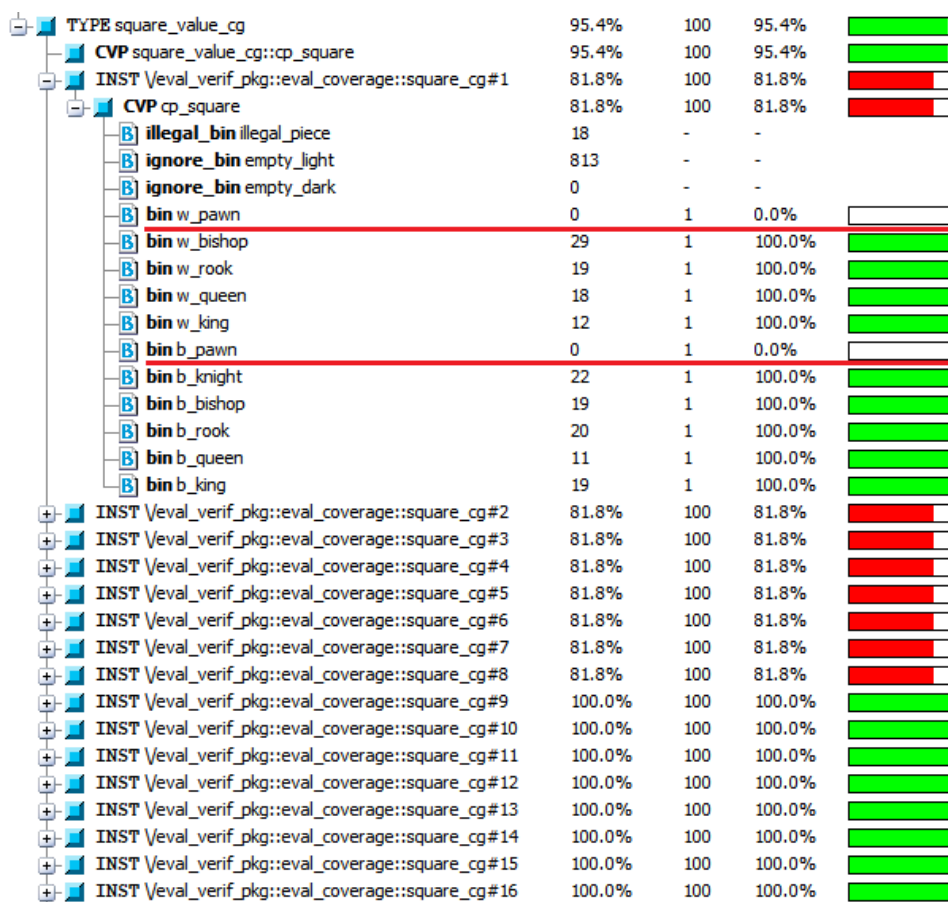 TYPE square_value_cg 95.4% 100 95.4%
CVP square_value_cg::cp_square 95.4% 100 95.4%
INST \/eval_verif_pkg::eval_coverage::square_cg#1 81.8% 100 81.8%
CVP cp_square 81.8% 100 81.8%
B illegal_bin illegal_piece 18 - -
B ignore_bin empty_light 813 - -
B ignore_bin empty_dark 0 - -
B bin w_pawn 0 1 0.0%
B bin w_bishop 29 1 100.0%
B bin w_rook 19 1 100.0%
B bin w_queen 18 1 100.0%
B bin w_king 12 1 100.0%
B bin b_pawn 0 1 0.0%
B bin b_knight 22 1 100.0%
B bin b_bishop 19 1 100.0%
B bin b_rook 20 1 100.0%
B bin b_queen 11 1 100.0%
B bin b_king 19 1 100.0%
INST \/eval_verif_pkg::eval_coverage::square_cg#2 81.8% 100 81.8%
INST \/eval_verif_pkg::eval_coverage::square_cg#3 81.8% 100 81.8%
INST \/eval_verif_pkg::eval_coverage::square_cg#4 81.8% 100 81.8%
INST \/eval_verif_pkg::eval_coverage::square_cg#5 81.8% 100 81.8%
INST \/eval_verif_pkg::eval_coverage::square_cg#6 81.8% 100 81.8%
INST \/eval_verif_pkg::eval_coverage::square_cg#7 81.8% 100 81.8%
INST \/eval_verif_pkg::eval_coverage::square_cg#8 81.8% 100 81.8%
INST \/eval_verif_pkg::eval_coverage::square_cg#9 100.0% 100 100.0%
INST \/eval_verif_pkg::eval_coverage::square_cg#10 100.0% 100 100.0%
INST \/eval_verif_pkg::eval_coverage::square_cg#11 100.0% 100 100.0%
INST \/eval_verif_pkg::eval_coverage::square_cg#12 100.0% 100 100.0%
INST \/eval_verif_pkg::eval_coverage::square_cg#13 100.0% 100 100.0%
INST \/eval_verif_pkg::eval_coverage::square_cg#14 100.0% 100 100.0%
INST \/eval_verif_pkg::eval_coverage::square_cg#15 100.0% 100 100.0%
INST \/eval_verif_pkg::eval_coverage::square_cg#16 100.0% 100 100.0%